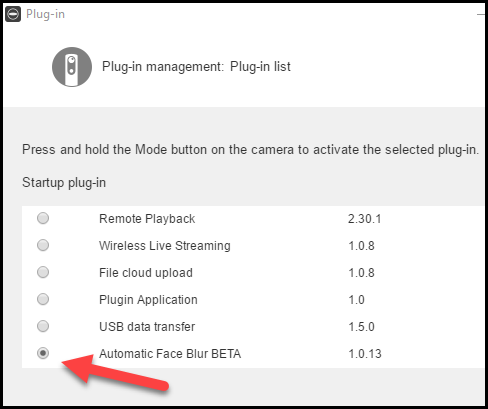 Plug-in
Plug-in management: Plug-in list
Press and hold the Mode button on the camera to activate the selected plug-in.
Startup plug-in
Remote Playback 2.30.1
Wireless Live Streaming 1.0.8
File cloud upload 1.0.8
Plugin Application 1.0
USB data transfer 1.5.0
Automatic Face Blur BETA 1.0.13